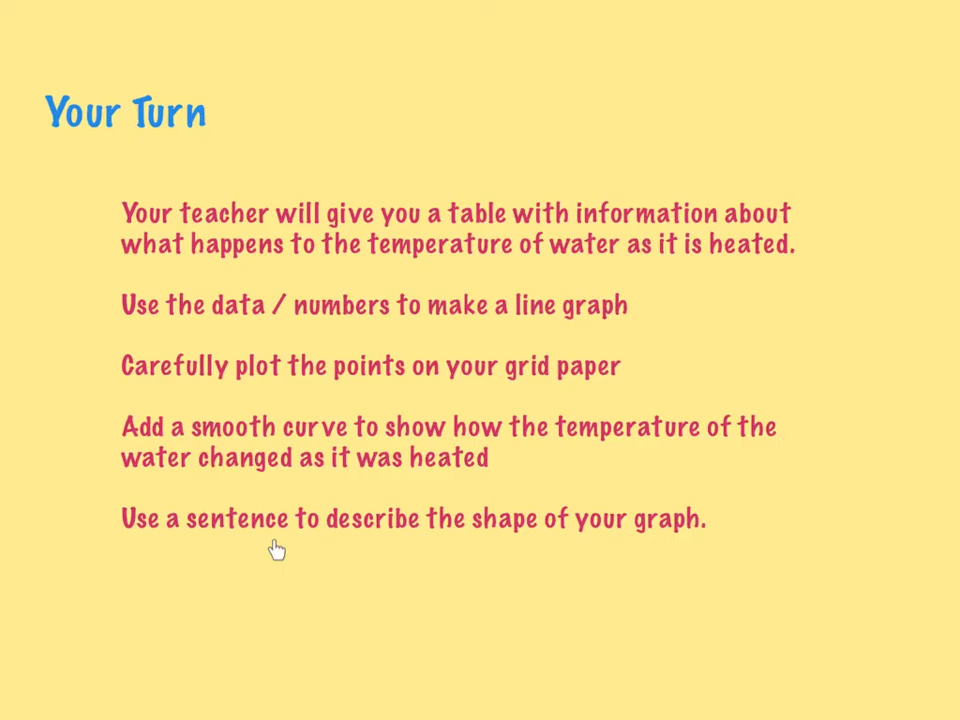 Your Turn
Your teacher will give you a table with information about
what happens to the temperature of water as it is heated.
Use the data / numbers to make a line graph
Carefully plot the points on your grid paper
Add a smooth curve to show how the temperature of the
water changed as it was heated
Use a sentence to describe the shape of your graph.